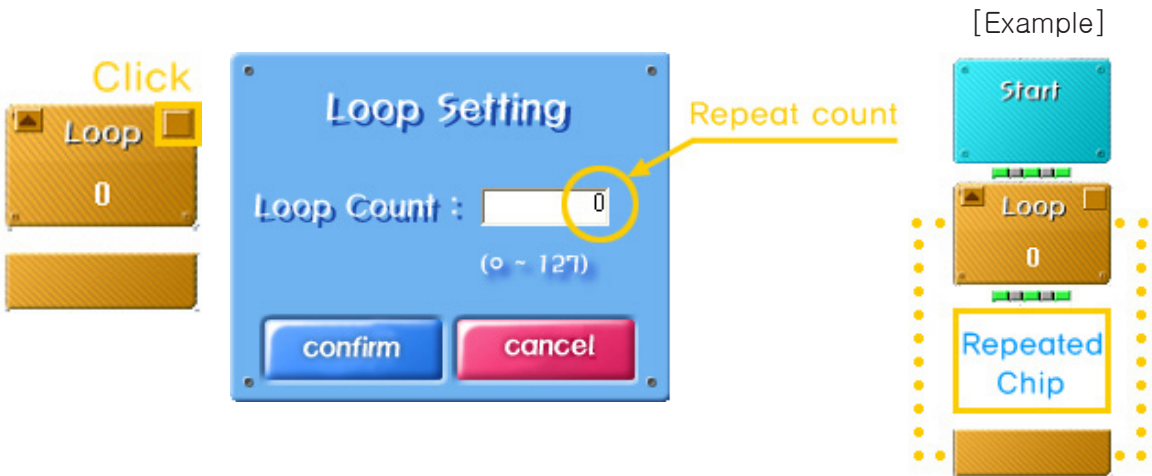 Click
Loop
0
Loop Setting
Loop Count :
0
(0 ~ 127)
confirm
cancel
Repeat count
[Example]
Start
Loop
0
Repeated
Chip